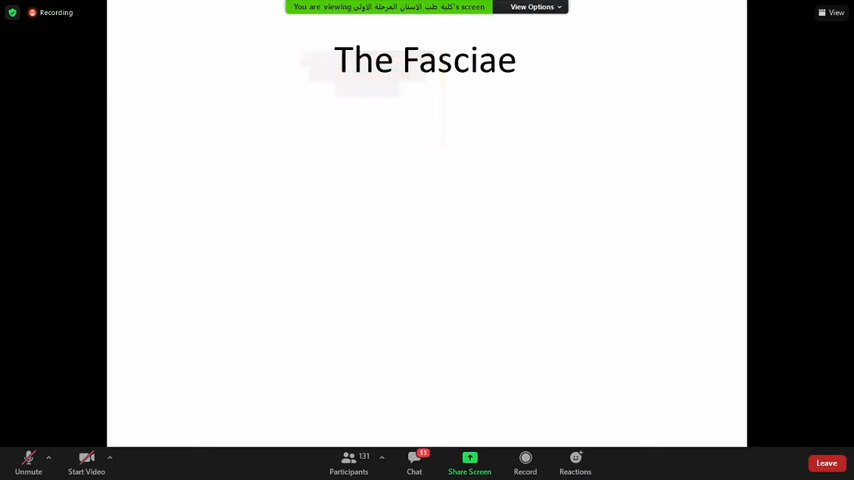 Recording
You are viewing كلية طب الاسنان المرحلة الاولى's screen
View Options
View
The Fasciae
Unmute
Start Video
131
Participants
11
Chat
Share Screen
Record
Reactions
Leave